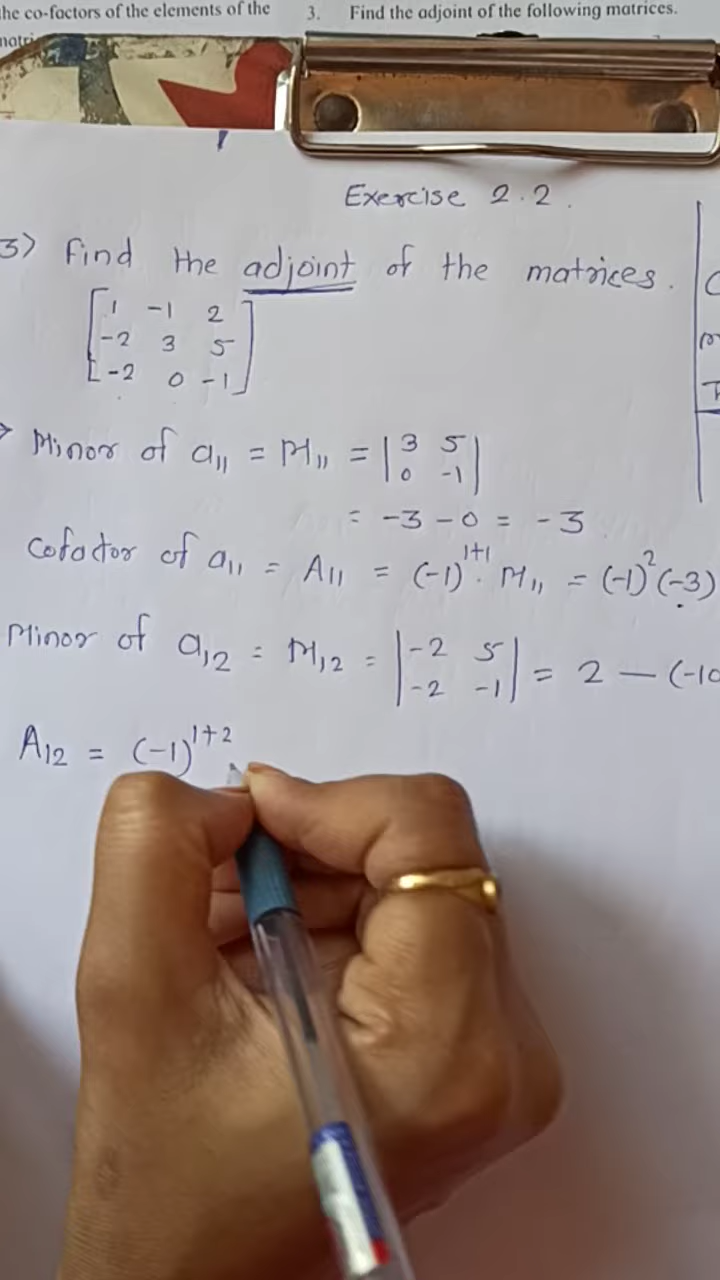 he co-factors of the elements of the
3. Find the adjoint of the following matrices.
Exercise 2.2.
3> Find the adjoint of the matrices.
[1 -1 2
-2 3 5
-2 0 -1]
Minor of a₁₁ = M₁₁ = |3 5
0 -1|
= -3 - 0 = -3
Cofactor of a₁₁ = A₁₁ = (-1)¹⁺¹. M₁₁ = (-1)²(-3)
Minor of a₁₂ = M₁₂ = |-2 5
-2 -1| = 2 - (-10
A₁₂ = (-1)¹⁺²